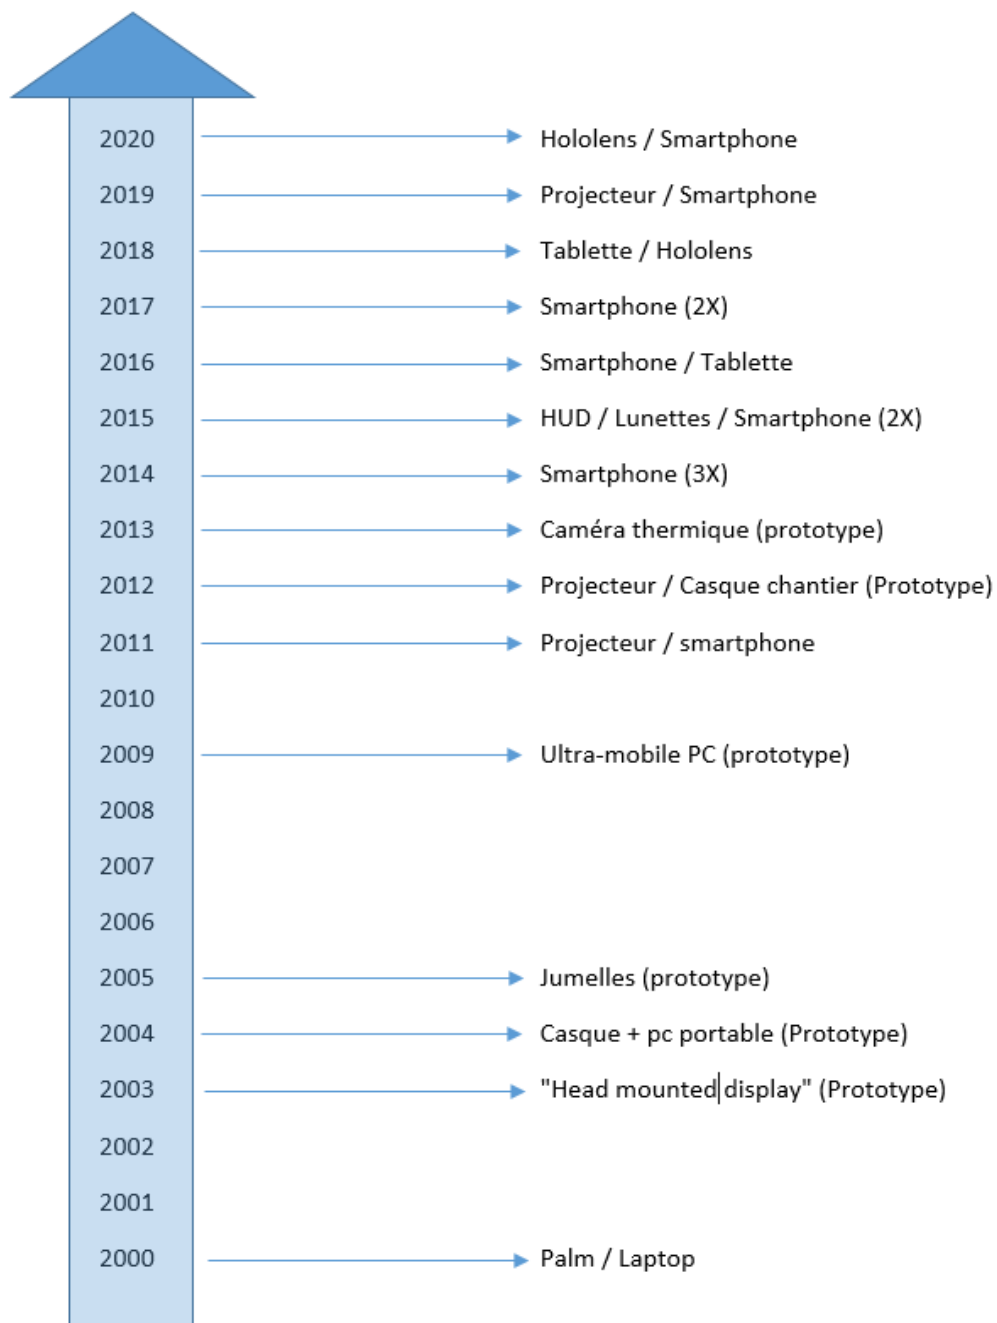 2020 Hololens / Smartphone
2019 Projecteur / Smartphone
2018 Tablette / Hololens
2017 Smartphone (2X)
2016 Smartphone / Tablette
2015 HUD / Lunettes / Smartphone (2X)
2014 Smartphone (3X)
2013 Caméra thermique (prototype)
2012 Projecteur / Casque chantier (Prototype)
2011 Projecteur / smartphone
2010
2009 Ultra-mobile PC (prototype)
2008
2007
2006
2005 Jumelles (prototype)
2004 Casque + pc portable (Prototype)
2003 "Head mounted display" (Prototype)
2002
2001
2000 Palm / Laptop